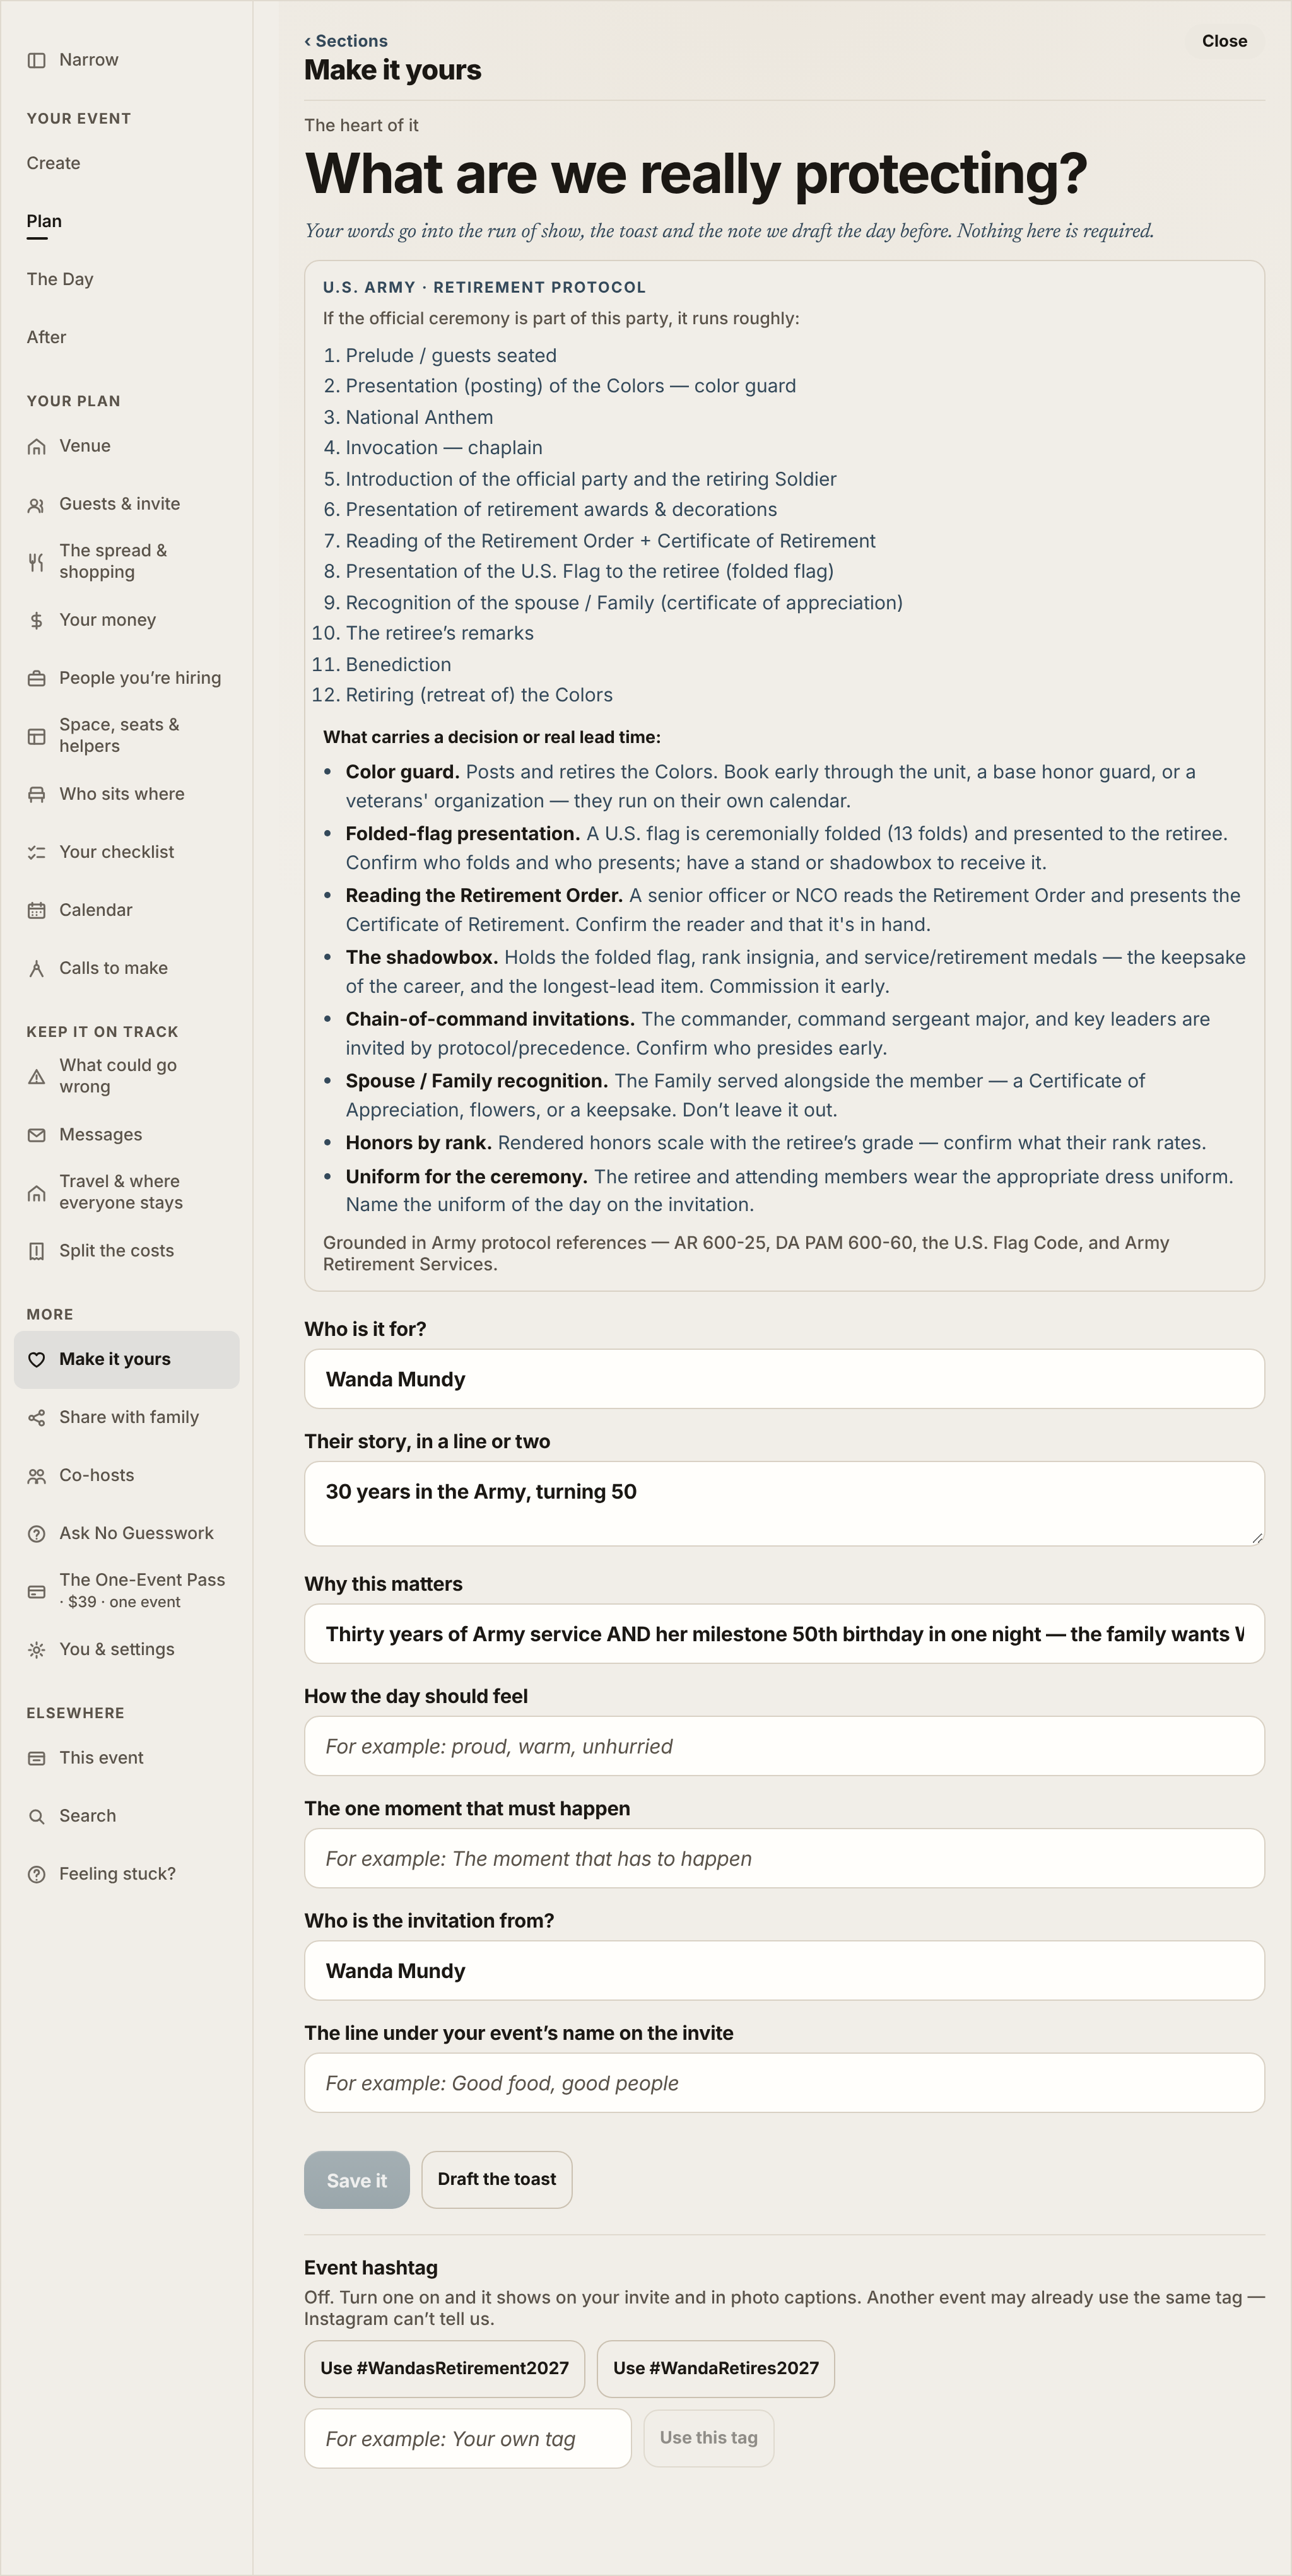 Narrow
YOUR EVENT
Create
Plan
The Day
After
YOUR PLAN
Venue
Guests & invite
The spread &
shopping
Your money
People you’re hiring
Space, seats &
helpers
Who sits where
Your checklist
Calendar
Calls to make
KEEP IT ON TRACK
What could go
wrong
Messages
Travel & where
everyone stays
Split the costs
MORE
Make it yours
Share with family
Co-hosts
Ask No Guesswork
The One-Event Pass
· $39 · one event
You & settings
ELSEWHERE
This event
Search
Feeling stuck?
‹ Sections
Close
Make it yours
The heart of it
What are we really protecting?
Your words go into the run of show, the toast and the note we draft the day before. Nothing here is required.
U.S. ARMY · RETIREMENT PROTOCOL
If the official ceremony is part of this party, it runs roughly:
1. Prelude / guests seated
2. Presentation (posting) of the Colors — color guard
3. National Anthem
4. Invocation — chaplain
5. Introduction of the official party and the retiring Soldier
6. Presentation of retirement awards & decorations
7. Reading of the Retirement Order + Certificate of Retirement
8. Presentation of the U.S. Flag to the retiree (folded flag)
9. Recognition of the spouse / Family (certificate of appreciation)
10. The retiree’s remarks
11. Benediction
12. Retiring (retreat of) the Colors
What carries a decision or real lead time:
• Color guard. Posts and retires the Colors. Book early through the unit, a base honor guard, or a
veterans' organization — they run on their own calendar.
• Folded-flag presentation. A U.S. flag is ceremonially folded (13 folds) and presented to the retiree.
Confirm who folds and who presents; have a stand or shadowbox to receive it.
• Reading the Retirement Order. A senior officer or NCO reads the Retirement Order and presents the
Certificate of Retirement. Confirm the reader and that it's in hand.
• The shadowbox. Holds the folded flag, rank insignia, and service/retirement medals — the keepsake
of the career, and the longest-lead item. Commission it early.
• Chain-of-command invitations. The commander, command sergeant major, and key leaders are
invited by protocol/precedence. Confirm who presides early.
• Spouse / Family recognition. The Family served alongside the member — a Certificate of
Appreciation, flowers, or a keepsake. Don’t leave it out.
• Honors by rank. Rendered honors scale with the retiree’s grade — confirm what their rank rates.
• Uniform for the ceremony. The retiree and attending members wear the appropriate dress uniform.
Name the uniform of the day on the invitation.
Grounded in Army protocol references — AR 600-25, DA PAM 600-60, the U.S. Flag Code, and Army
Retirement Services.
Who is it for?
Wanda Mundy
Their story, in a line or two
30 years in the Army, turning 50
Why this matters
Thirty years of Army service AND her milestone 50th birthday in one night — the family wants
How the day should feel
For example: proud, warm, unhurried
The one moment that must happen
For example: The moment that has to happen
Who is the invitation from?
Wanda Mundy
The line under your event’s name on the invite
For example: Good food, good people
Save it
Draft the toast
Event hashtag
Off. Turn one on and it shows on your invite and in photo captions. Another event may already use the same tag —
Instagram can’t tell us.
Use #WandasRetirement2027
Use #WandaRetires2027
For example: Your own tag
Use this tag